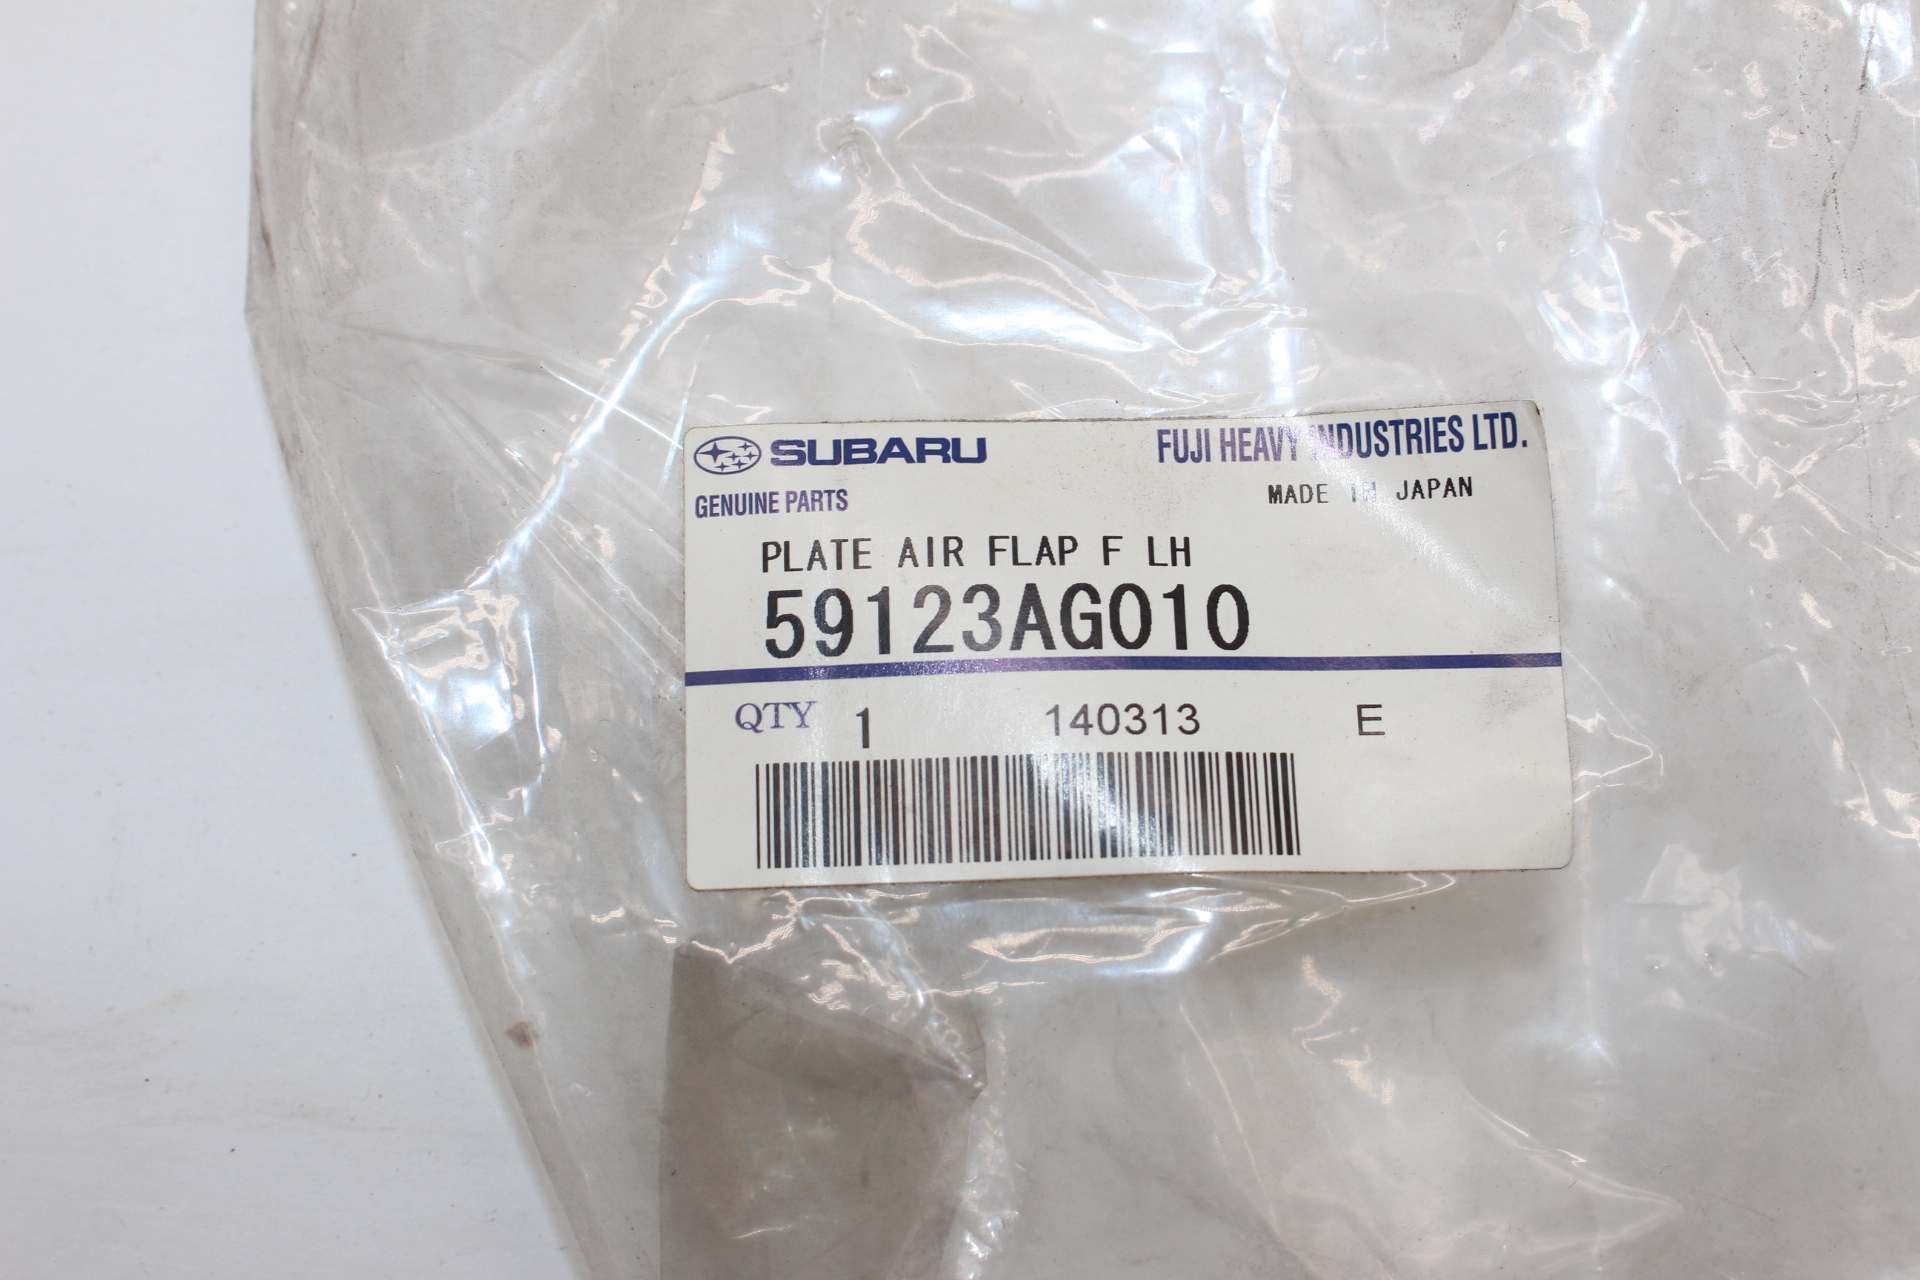 SUBARU FUJI HEAVY INDUSTRIES LTD.
GENUINE PARTS MADE IN JAPAN
PLATE AIR FLAP F LH
59123AG010
QTY 1 140313 E